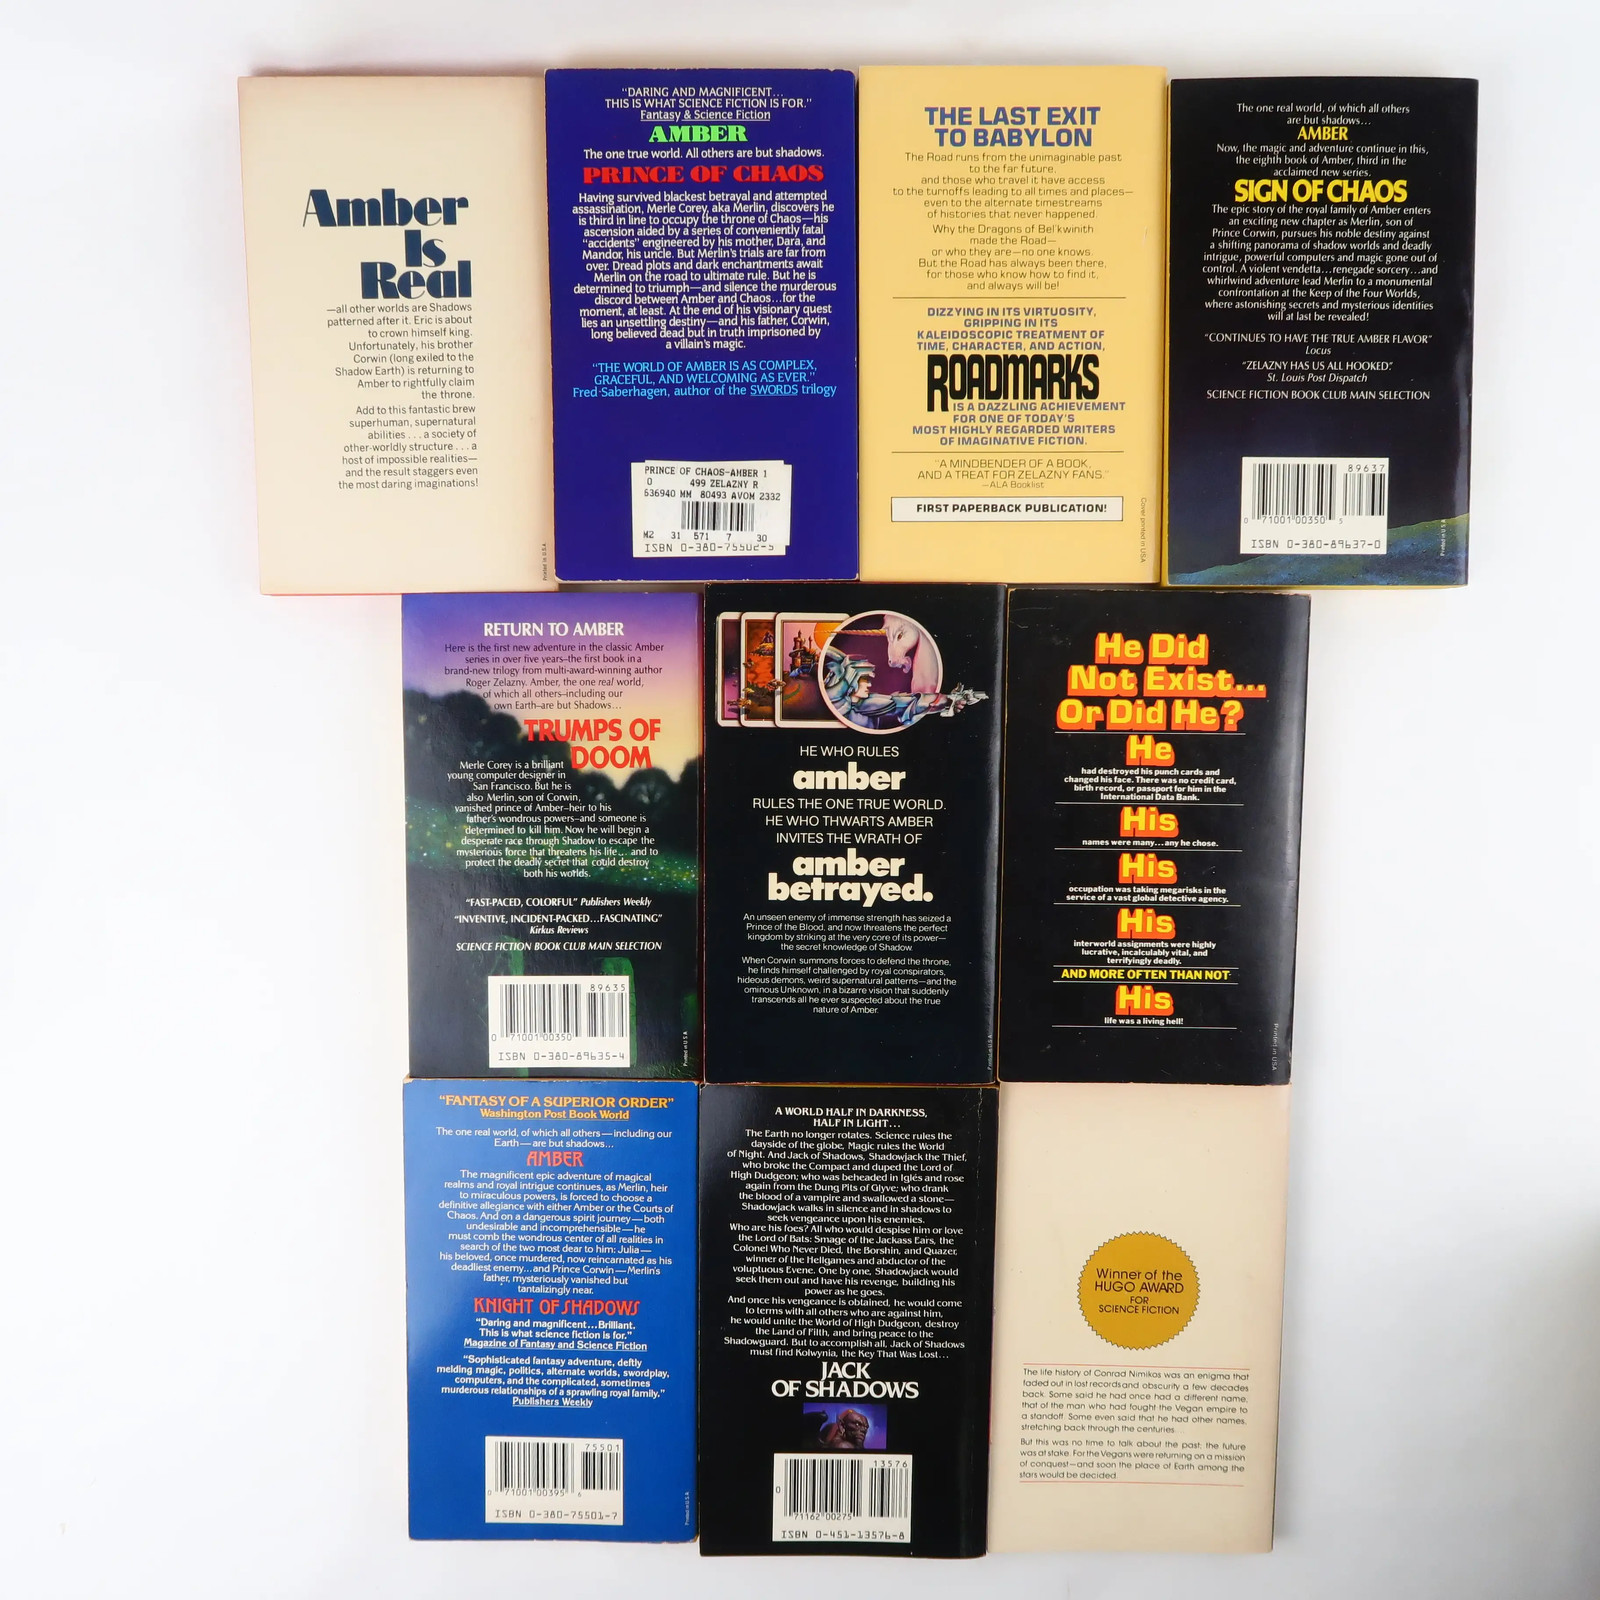 Amber
Is
Real
—all other worlds are Shadows
patterned after it. Eric is about
to crown himself king.
Unfortunately, his brother
Corwin (long exiled to the
Shadow Earth) is returning to
Amber to rightfully claim
the throne.
Add to this fantastic brew
superhuman, supernatural
abilities . . . a society of
other-worldly structure . . . a
host of impossible realities—
and the result staggers even
the most daring imaginations!
Printed in U.S.A.
"DARING AND MAGNIFICENT...
THIS IS WHAT SCIENCE FICTION IS FOR."
Fantasy & Science Fiction
AMBER
The one true world. All others are but shadows.
PRINCE OF CHAOS
Having survived blackest betrayal and attempted
assassination, Merle Corey, aka Merlin, discovers he
is third in line to occupy the throne of Chaos—his
ascension aided by a series of conveniently fatal
"accidents" engineered by his mother, Dara, and
Mandor, his uncle. But Merlin's trials are far from
over. Dread plots and dark enchantments await
Merlin on the road to ultimate rule. But he is
determined to triumph—and silence the murderous
discord between Amber and Chaos...for the
moment, at least. At the end of his visionary quest
lies an unsettling destiny—and his father, Corwin,
long believed dead but in truth imprisoned by
a villain's magic.
"THE WORLD OF AMBER IS AS COMPLEX,
GRACEFUL, AND WELCOMING AS EVER."
Fred Saberhagen, author of the SWORDS trilogy
PRINCE OF CHAOS-AMBER 1
0 499 ZELAZNY R
636940 MM 80493 AVOM 2332
M2 31 571 7 30
ISBN 0-380-75502-5
THE LAST EXIT
TO BABYLON
The Road runs from the unimaginable past
to the far future,
and those who travel it have access
to the turnoffs leading to all times and places—
even to the alternate timestreams
of histories that never happened.
Why the Dragons of Bel'kwinith
made the Road—
or who they are—no one knows.
But the Road has always been there,
for those who know how to find it,
and always will be!
DIZZYING IN ITS VIRTUOSITY,
GRIPPING IN ITS
KALEIDOSCOPIC TREATMENT OF
TIME, CHARACTER, AND ACTION,
ROADMARKS
IS A DAZZLING ACHIEVEMENT
FOR ONE OF TODAY'S
MOST HIGHLY REGARDED WRITERS
OF IMAGINATIVE FICTION.
"A MINDBENDER OF A BOOK,
AND A TREAT FOR ZELAZNY FANS."
—ALA Booklist
FIRST PAPERBACK PUBLICATION!
Cover printed in USA
The one real world, of which all others
are but shadows...
AMBER
Now, the magic and adventure continue in this,
the eighth book of Amber, third in the
acclaimed new series.
SIGN OF CHAOS
The epic story of the royal family of Amber enters
an exciting new chapter as Merlin, son of
Prince Corwin, pursues his noble destiny against
a shifting panorama of shadow worlds and deadly
intrigue, powerful computers and magic gone out of
control. A violent vendetta...renegade sorcery...and
whirlwind adventure lead Merlin to a monumental
confrontation at the Keep of the Four Worlds,
where astonishing secrets and mysterious identities
will at last be revealed!
"CONTINUES TO HAVE THE TRUE AMBER FLAVOR"
Locus
"ZELAZNY HAS US ALL HOOKED."
St. Louis Post Dispatch
SCIENCE FICTION BOOK CLUB MAIN SELECTION
89637
0 71001 00350 5
ISBN 0-380-89637-0
Printed in U.S.A.
RETURN TO AMBER
Here is the first new adventure in the classic Amber
series in over five years—the first book in a
brand-new trilogy from multi-award-winning author
Roger Zelazny. Amber, the one real world,
of which all others—including our
own Earth—are but Shadows...
TRUMPS OF
DOOM
Merle Corey is a brilliant
young computer designer in
San Francisco. But he is
also Merlin, son of Corwin,
vanished prince of Amber—heir to his
father's wondrous powers—and someone is
determined to kill him. Now he will begin a
desperate race through Shadow to escape the
mysterious force that threatens his life... and to
protect the deadly secret that could destroy
both his worlds.
"FAST-PACED, COLORFUL" Publishers Weekly
"INVENTIVE, INCIDENT-PACKED...FASCINATING"
Kirkus Reviews
SCIENCE FICTION BOOK CLUB MAIN SELECTION
89635
0 71001 00350
ISBN 0-380-89635-4
Printed in U.S.A.
HE WHO RULES
amber
RULES THE ONE TRUE WORLD.
HE WHO THWARTS AMBER
INVITES THE WRATH OF
amber
betrayed.
An unseen enemy of immense strength has seized a
Prince of the Blood, and now threatens the perfect
kingdom by striking at the very core of its power—
the secret knowledge of Shadow.
When Corwin summons forces to defend the throne,
he finds himself challenged by royal conspirators,
hideous demons, weird supernatural patterns—and the
ominous Unknown, in a bizarre vision that suddenly
transcends all he ever suspected about the true
nature of Amber.
Printed in U.S.A.
He Did
Not Exist...
Or Did He?
He
had destroyed his punch cards and
changed his face. There was no credit card,
birth record, or passport for him in the
International Data Bank.
His
names were many...any he chose.
His
occupation was taking megarisks in the
service of a vast global detective agency.
His
interworld assignments were highly
lucrative, incalculably vital, and
terrifyingly deadly.
AND MORE OFTEN THAN NOT
His
life was a living hell!
Printed in USA
"FANTASY OF A SUPERIOR ORDER"
Washington Post Book World
The one real world, of which all others—including our
Earth—are but shadows...
AMBER
The magnificent epic adventure of magical
realms and royal intrigue continues, as Merlin, heir
to miraculous powers, is forced to choose a
definitive allegiance with either Amber or the Courts of
Chaos. And on a dangerous spirit journey—both
undesirable and incomprehensible—he
must comb the wondrous center of all realities in
search of the two most dear to him: Julia—
his beloved, once murdered, now reincarnated as his
deadliest enemy...and Prince Corwin—Merlin's
father, mysteriously vanished but
tantalizingly near.
KNIGHT OF SHADOWS
"Daring and magnificent...Brilliant.
This is what science fiction is for."
Magazine of Fantasy and Science Fiction
"Sophisticated fantasy adventure, deftly
melding magic, politics, alternate worlds, swordplay,
computers, and the complicated, sometimes
murderous relationships of a sprawling royal family."
Publishers Weekly
75501
0 71001 00395 6
ISBN 0-380-75501-7
Printed in U.S.A.
A WORLD HALF IN DARKNESS,
HALF IN LIGHT...
The Earth no longer rotates. Science rules the
dayside of the globe. Magic rules the World
of Night. And Jack of Shadows, Shadowjack the Thief,
who broke the Compact and duped the Lord of
High Dudgeon; who was beheaded in Iglés and rose
again from the Dung Pits of Glyve; who drank
the blood of a vampire and swallowed a stone—
Shadowjack walks in silence and in shadows to
seek vengeance upon his enemies.
Who are his foes? All who would despise him or love
the Lord of Bats: Smage of the Jackass Ears, the
Colonel Who Never Died, the Borshin, and Quazer,
winner of the Hellgames and abductor of the
voluptuous Evene. One by one, Shadowjack would
seek them out and have his revenge, building his
power as he goes.
And once his vengeance is obtained, he would come
to terms with all others who are against him,
he would unite the World of High Dudgeon, destroy
the Land of Filth, and bring peace to the
Shadowguard. But to accomplish all, Jack of Shadows
must find Kolwynia, the Key That Was Lost...
JACK
OF SHADOWS
13576
0 71162 00275
ISBN 0-451-13576-8
Winner of the
HUGO AWARD
FOR
SCIENCE FICTION
The life history of Conrad Nimikos was an enigma that
faded out in lost records and obscurity a few decades
back. Some said he had once had a different name,
that of the man who had fought the Vegan empire to
a standoff. Some even said that he had other names,
stretching back through the centuries. . .
But this was no time to talk about the past; the future
was at stake. For the Vegans were returning on a mission
of conquest—and soon the place of Earth among the
stars would be decided.